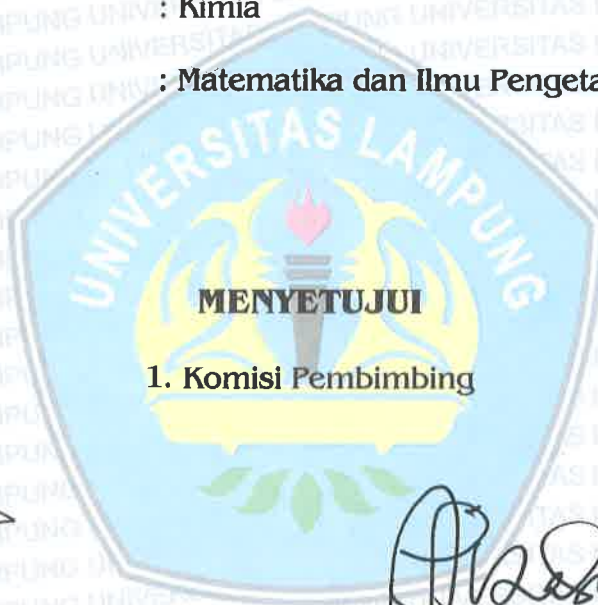 : Kimia
: Matematika dan Ilmu Pengeta
UNIVERSITAS LAMPUNG
MENYETUJUI
1. Komisi Pembimbing